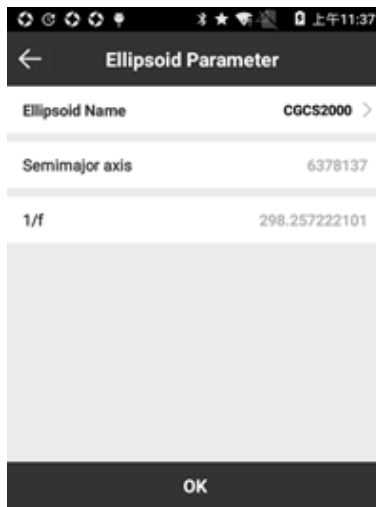 上午11:37
Ellipsoid Parameter
Ellipsoid Name CGCS2000
Semimajor axis 6378137
1/f 298.257222101
OK